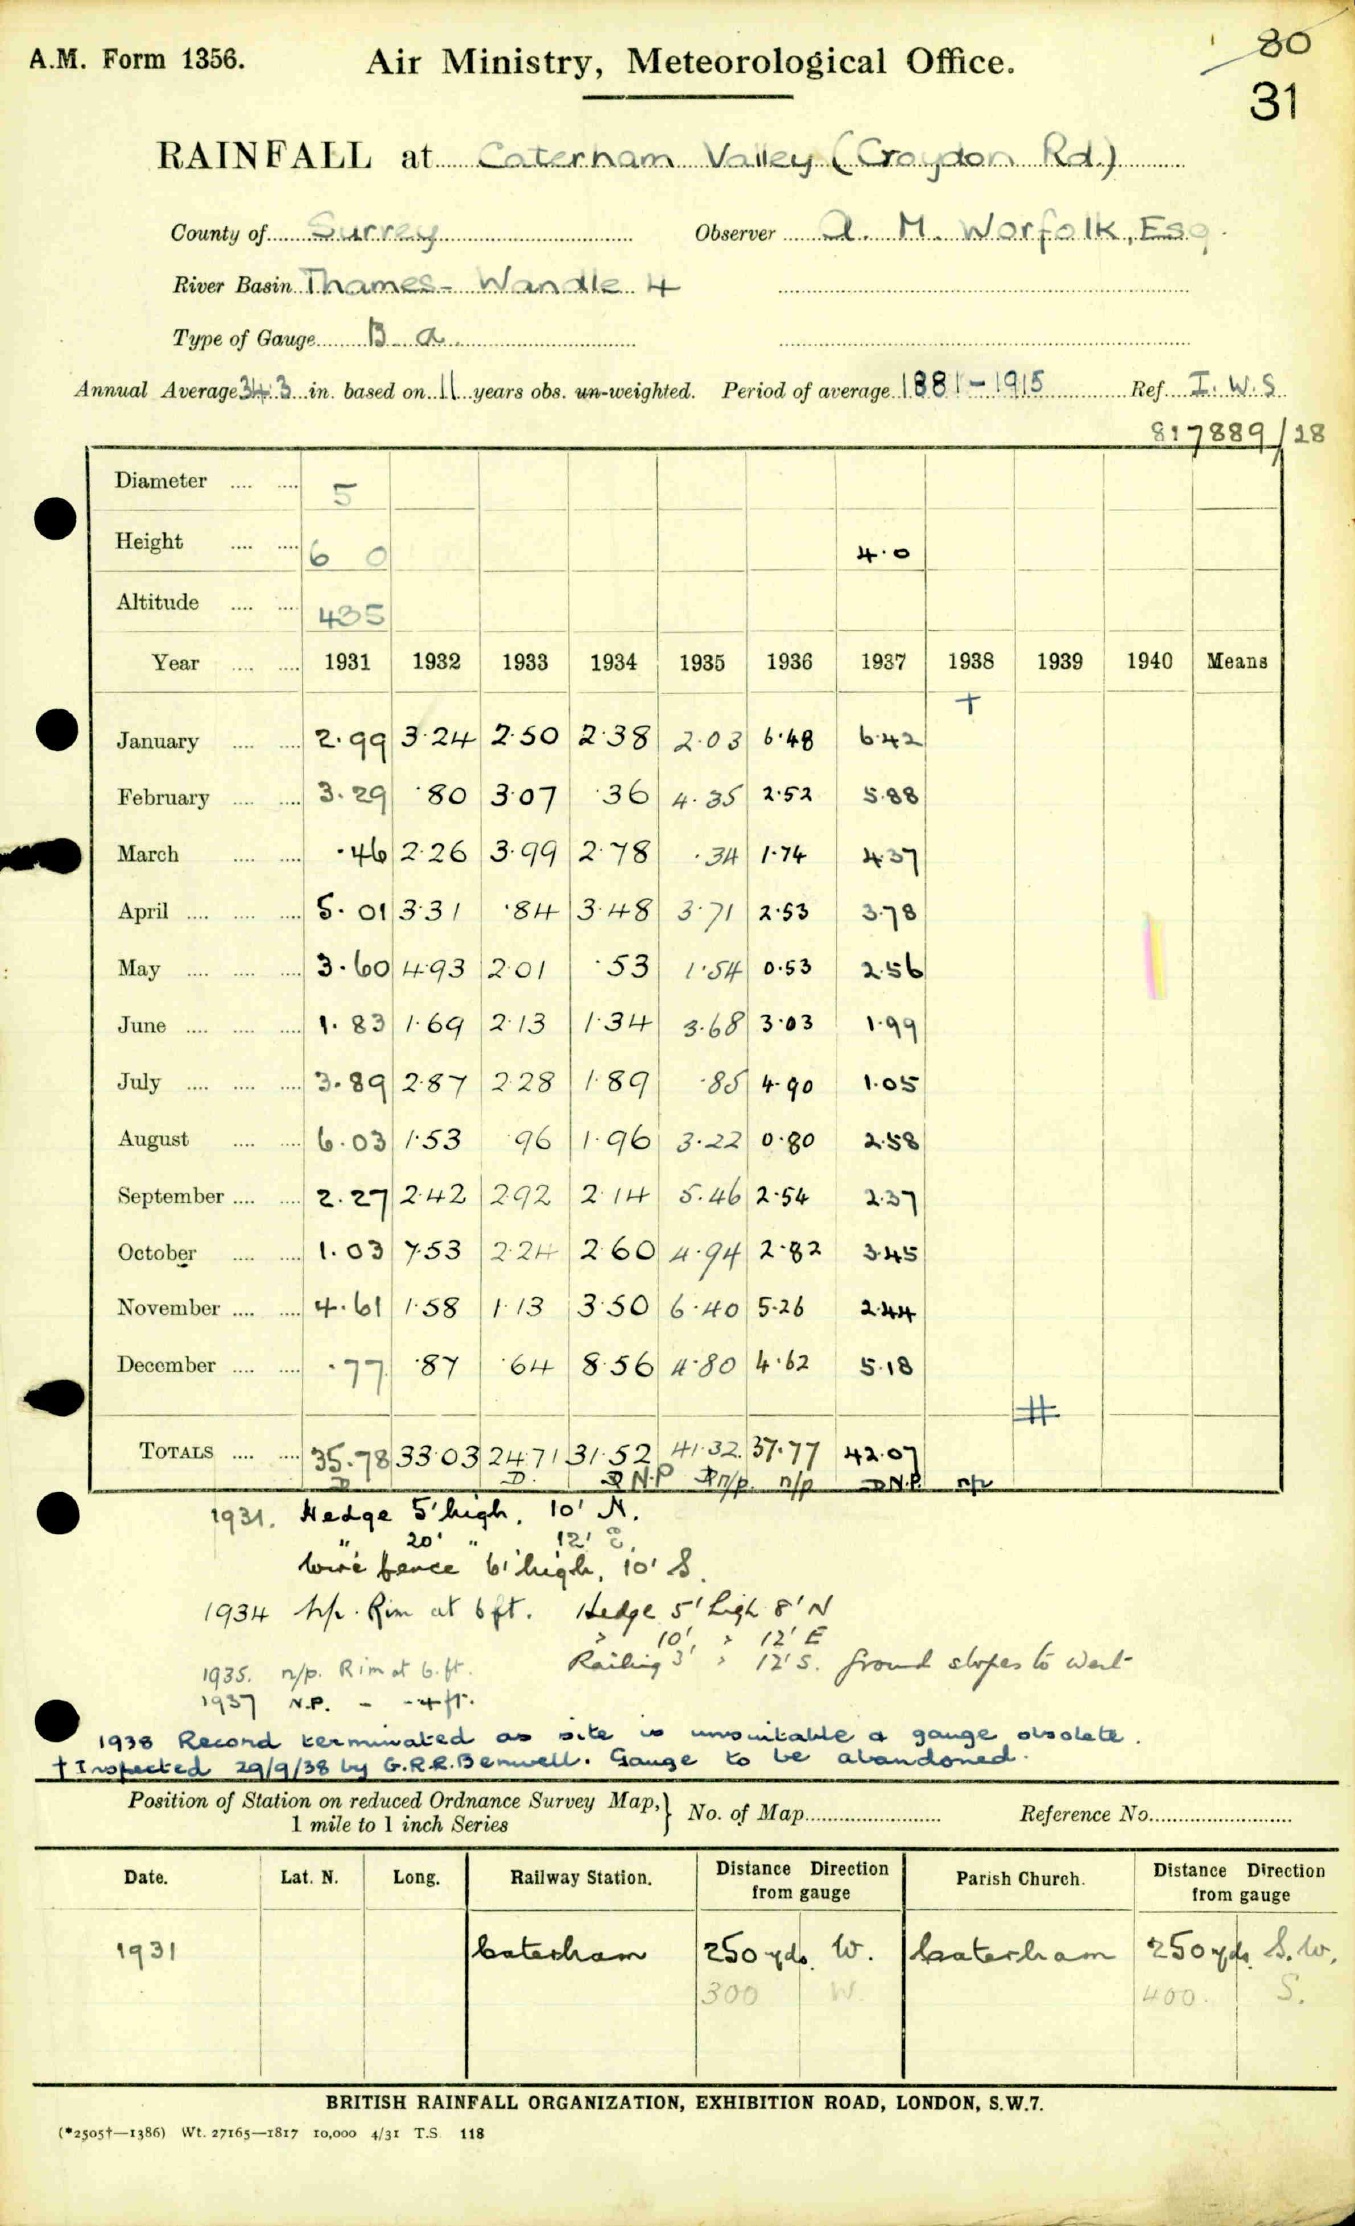 A.M. Form 1356. Air Ministry, Meteorological Office. 30
31
RAINFALL at Caterham Valley (Croydon Rd.)
County of Surrey Observer A. M. Worfolk, Esq.
River Basin Thames - Wandle 4
Type of Gauge B a.
Annual Average 34.3 in. based on 11 years obs. un-weighted. Period of average 1881-1915 Ref. I.W.S
817889/28
Diameter .... .... 5
Height .... .... 6 0 4.0
Altitude .... .... 435
Year .... .... 1931 1932 1933 1934 1935 1936 1937 1938 1939 1940 Means
+
January .... .... 2.99 3.24 2.50 2.38 2.03 6.48 6.42
February .... .... 3.29 .80 3.07 .36 4.35 2.52 5.88
March .... .... .46 2.26 3.99 2.78 .34 1.74 4.37
April .... .... .... 5.01 3.31 .84 3.48 3.71 2.53 3.78
May .... .... .... 3.60 4.93 2.01 .53 1.54 0.53 2.56
June .... .... .... 1.83 1.69 2.13 1.34 3.68 3.03 1.99
July .... .... .... 3.89 2.87 2.28 1.89 .85 4.90 1.05
August .... .... 6.03 1.53 .96 1.96 3.22 0.80 2.58
September .... .... 2.27 2.42 2.92 2.14 5.46 2.54 2.37
October .... .... 1.03 7.53 2.24 2.60 4.94 2.82 3.45
November .... .... 4.61 1.58 1.13 3.50 6.40 5.26 2.44
December .... .... .77 .87 .64 8.56 4.80 4.62 5.18
TOTALS .... .... 35.78 33.03 24.71 31.52 41.32 37.77 42.07
D D. D N.P D n/p. n/p D N.P. n/p
1931. Hedge 5' high, 10' N.
" 20' " 12' E.
Wire fence 6' high, 10' S.
1934 n/p. Rim at 6 ft. Hedge 5' high 8' N
" 10' " 12' E
Railing 3' " 12' S. Ground slopes to West
1935. n/p. Rim at 6. ft.
1937 N.P. - - 4 ft.
1938 Record terminated as site is unsuitable & gauge obsolete.
† Inspected 29/9/38 by G.R.R. Benwell. Gauge to be abandoned.
Position of Station on reduced Ordnance Survey Map, } No. of Map Reference No.
1 mile to 1 inch Series
Date. Lat. N. Long. Railway Station. Distance Direction from gauge Parish Church. Distance Direction from gauge
1931 Caterham 250 yds. W. Caterham 250 yds. S.W.
300 W. 400. S.
BRITISH RAINFALL ORGANIZATION, EXHIBITION ROAD, LONDON, S.W.7.
(*2505†—1386) Wt. 27165—1817 10,000 4/31 T.S. 118